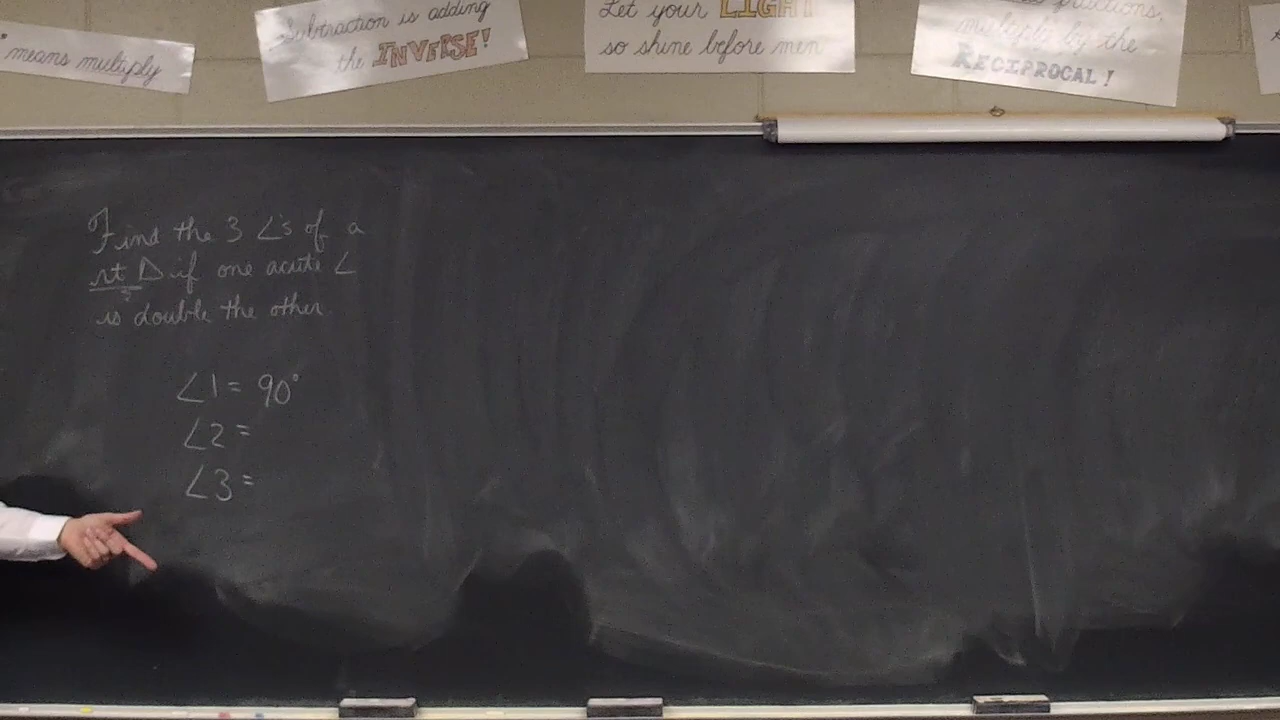 " means multiply
Subtraction is adding
the INVERSE!
Let your LIGHT
so shine before men
fractions,
multiply by the
RECIPROCAL!
Find the 3 ∠'s of a
rt △ if one acute ∠
is double the other
∠1 = 90°
∠2 =
∠3 =